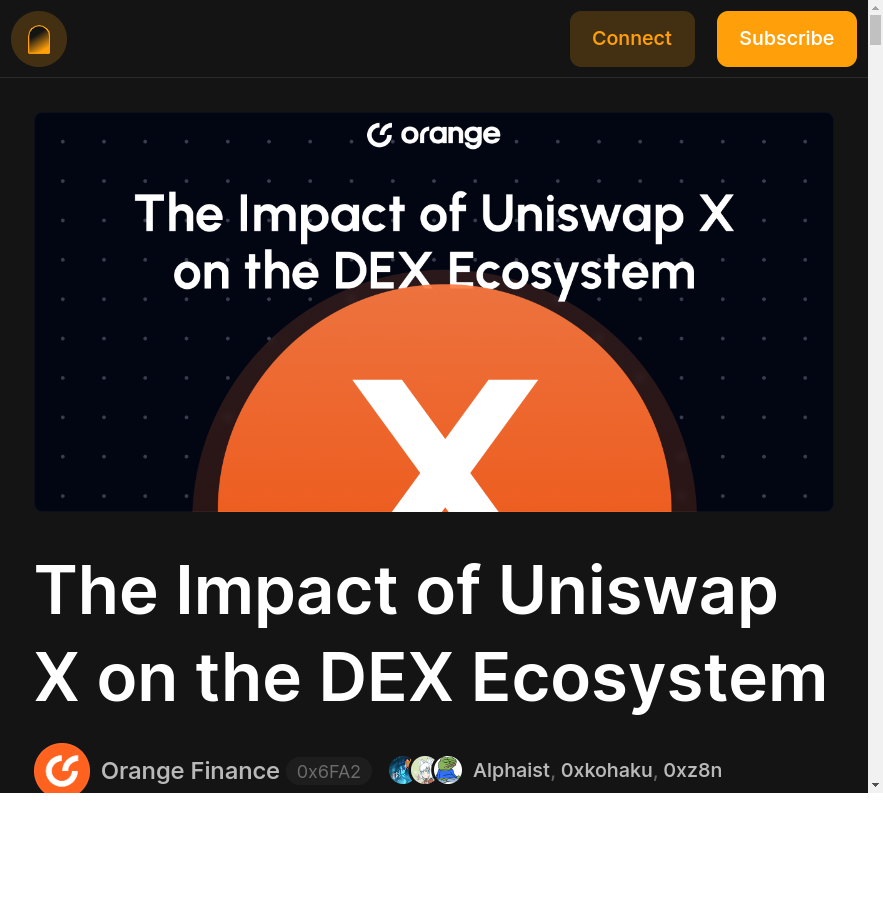 Connect
Subscribe
orange
The Impact of Uniswap X
on the DEX Ecosystem
X
The Impact of Uniswap
X on the DEX Ecosystem
Orange Finance 0x6FA2 Alphaist, 0xkohaku, 0xz8n